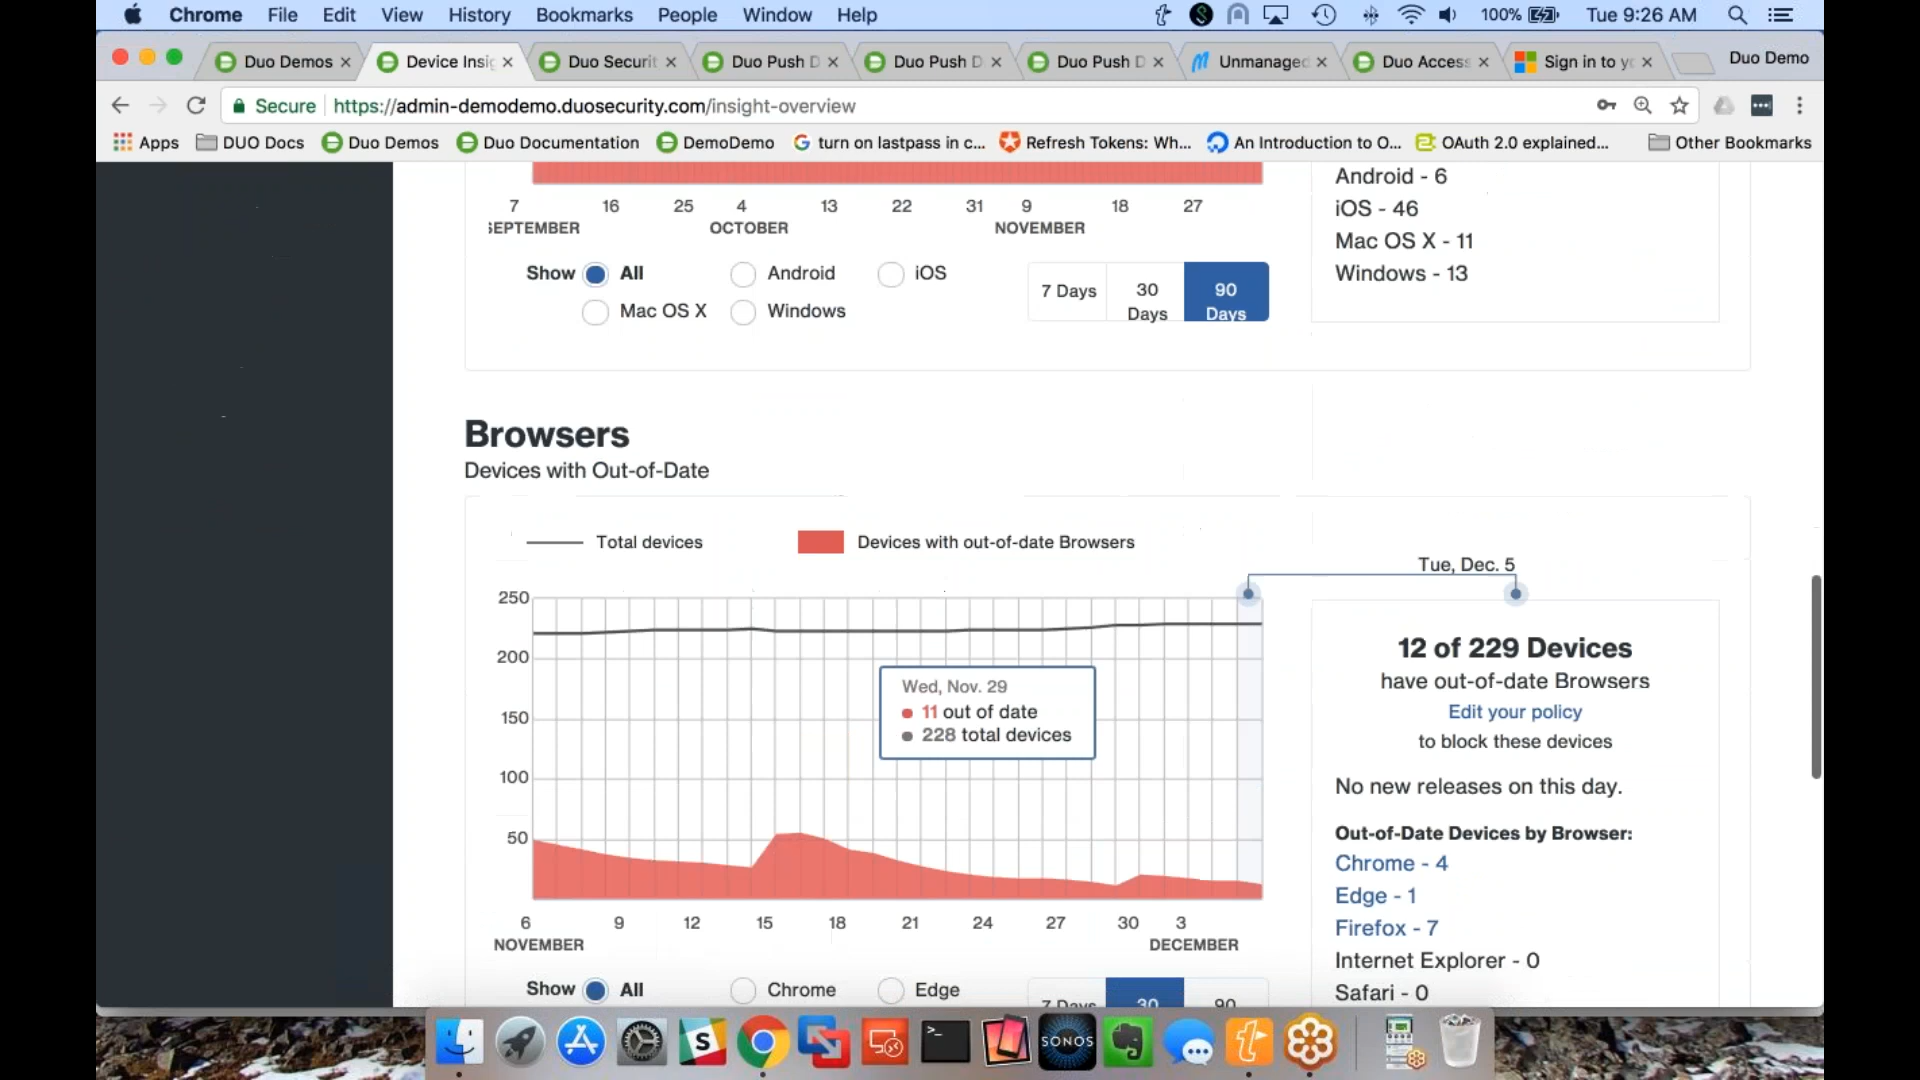 Chrome File Edit View History Bookmarks People Window Help 100% Tue 9:26 AM
Duo Demos Device Insig Duo Securit Duo Push D Duo Push D Duo Push D Unmanaged Duo Access Sign in to yo Duo Demo
Secure https://admin-demodemo.duosecurity.com/insight-overview
Apps DUO Docs Duo Demos Duo Documentation DemoDemo turn on lastpass in c... Refresh Tokens: Wh... An Introduction to O... OAuth 2.0 explained... Other Bookmarks
7 16 25 4 13 22 31 9 18 27
SEPTEMBER OCTOBER NOVEMBER
Show All Android iOS
Mac OS X Windows
7 Days 30 Days 90 Days
Android - 6
iOS - 46
Mac OS X - 11
Windows - 13
Browsers
Devices with Out-of-Date
Total devices Devices with out-of-date Browsers
Tue, Dec. 5
250
200
150
100
50
Wed, Nov. 29
11 out of date
228 total devices
6 9 12 15 18 21 24 27 30 3
NOVEMBER DECEMBER
Show All Chrome Edge
7 Days 30 90
12 of 229 Devices
have out-of-date Browsers
Edit your policy
to block these devices
No new releases on this day.
Out-of-Date Devices by Browser:
Chrome - 4
Edge - 1
Firefox - 7
Internet Explorer - 0
Safari - 0
SONOS